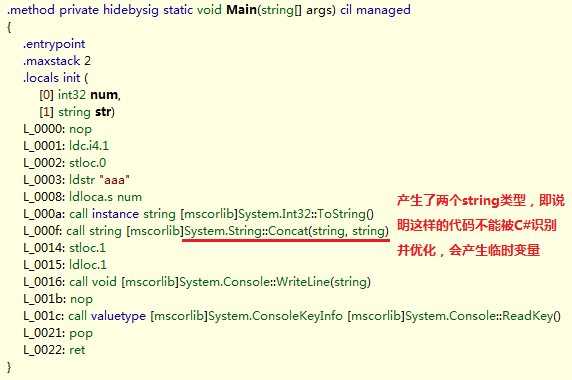 .method private hidebysig static void Main(string[] args) cil managed
{
.entrypoint
.maxstack 2
.locals init (
[0] int32 num,
[1] string str)
L_0000: nop
L_0001: ldc.i4.1
L_0002: stloc.0
L_0003: ldstr "aaa"
L_0008: ldloca.s num
L_000a: call instance string [mscorlib]System.Int32::ToString()
L_000f: call string [mscorlib]System.String::Concat(string, string)
L_0014: stloc.1
L_0015: ldloc.1
L_0016: call void [mscorlib]System.Console::WriteLine(string)
L_001b: nop
L_001c: call valuetype [mscorlib]System.ConsoleKeyInfo [mscorlib]System.Console::ReadKey()
L_0021: pop
L_0022: ret
}
产生了两个string类型，即说
明这样的代码不能被C#识别
并优化，会产生临时变量